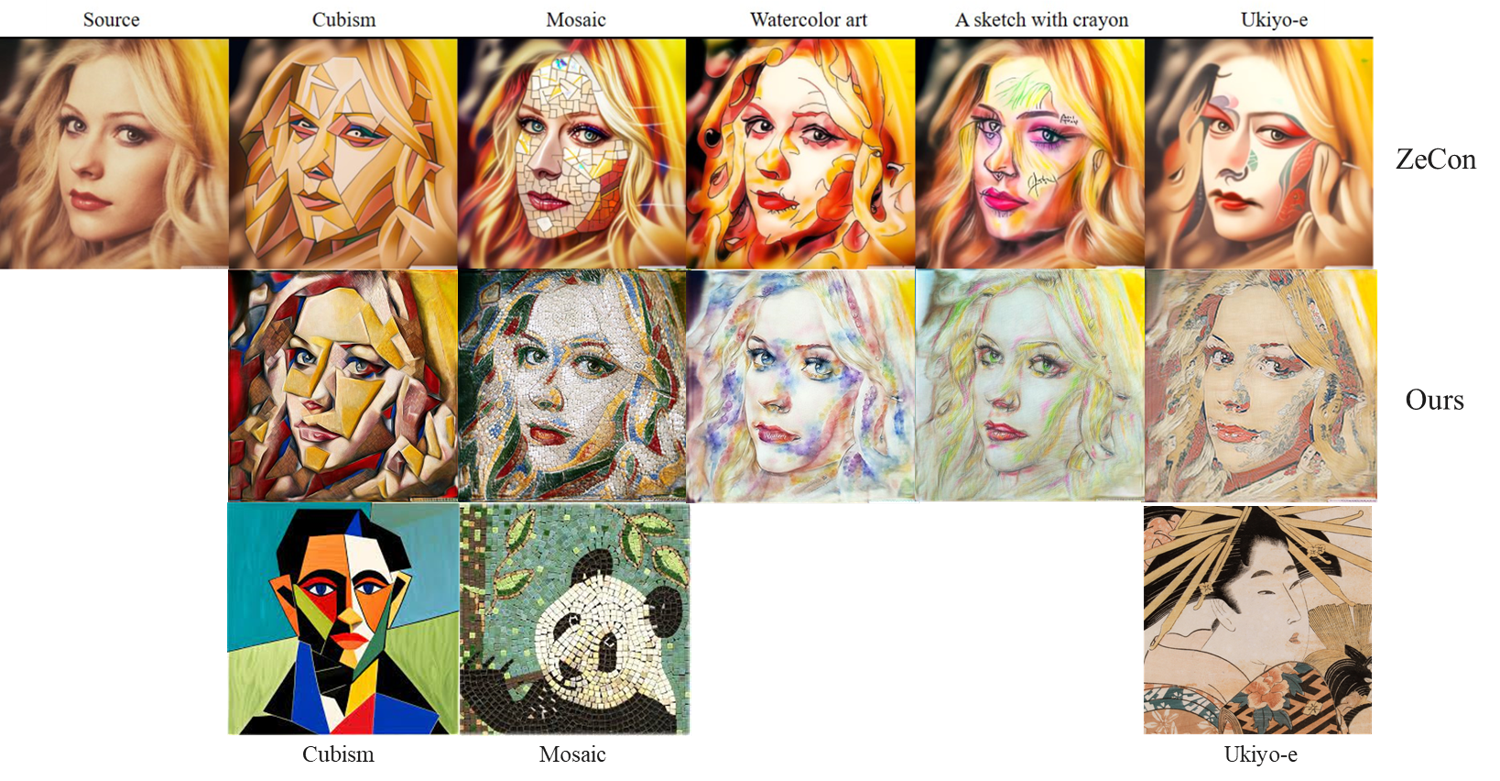 Source Cubism Mosaic Watercolor art A sketch with crayon Ukiyo-e
ZeCon
Ours
Cubism Mosaic Ukiyo-e